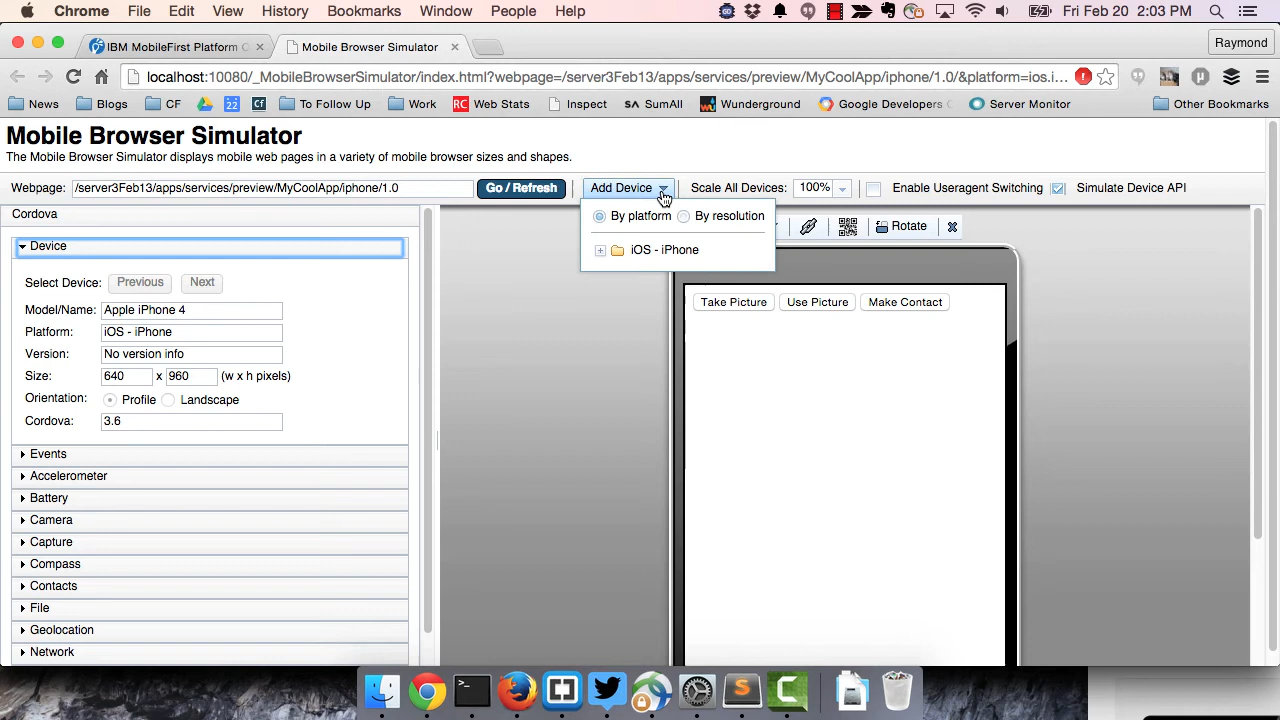 Chrome File Edit View History Bookmarks Window People Help Fri Feb 20 2:03 PM
IBM MobileFirst Platform Mobile Browser Simulator Raymond
localhost:10080/_MobileBrowserSimulator/index.html?webpage=/server3Feb13/apps/services/preview/MyCoolApp/iphone/1.0/&platform=ios.i...
News Blogs CF 22 Cf To Follow Up Work RC Web Stats Inspect SA SumAll Wunderground Google Developers Server Monitor Other Bookmarks
Mobile Browser Simulator
The Mobile Browser Simulator displays mobile web pages in a variety of mobile browser sizes and shapes.
Webpage: /server3Feb13/apps/services/preview/MyCoolApp/iphone/1.0 Go / Refresh Add Device Scale All Devices: 100% Enable Useragent Switching Simulate Device API
Cordova
By platform By resolution
Rotate
iOS - iPhone
Device
Select Device: Previous Next
Model/Name: Apple iPhone 4
Platform: iOS - iPhone
Version: No version info
Size: 640 x 960 (w x h pixels)
Orientation: Profile Landscape
Cordova: 3.6
Events
Accelerometer
Battery
Camera
Capture
Compass
Contacts
File
Geolocation
Network
Take Picture Use Picture Make Contact